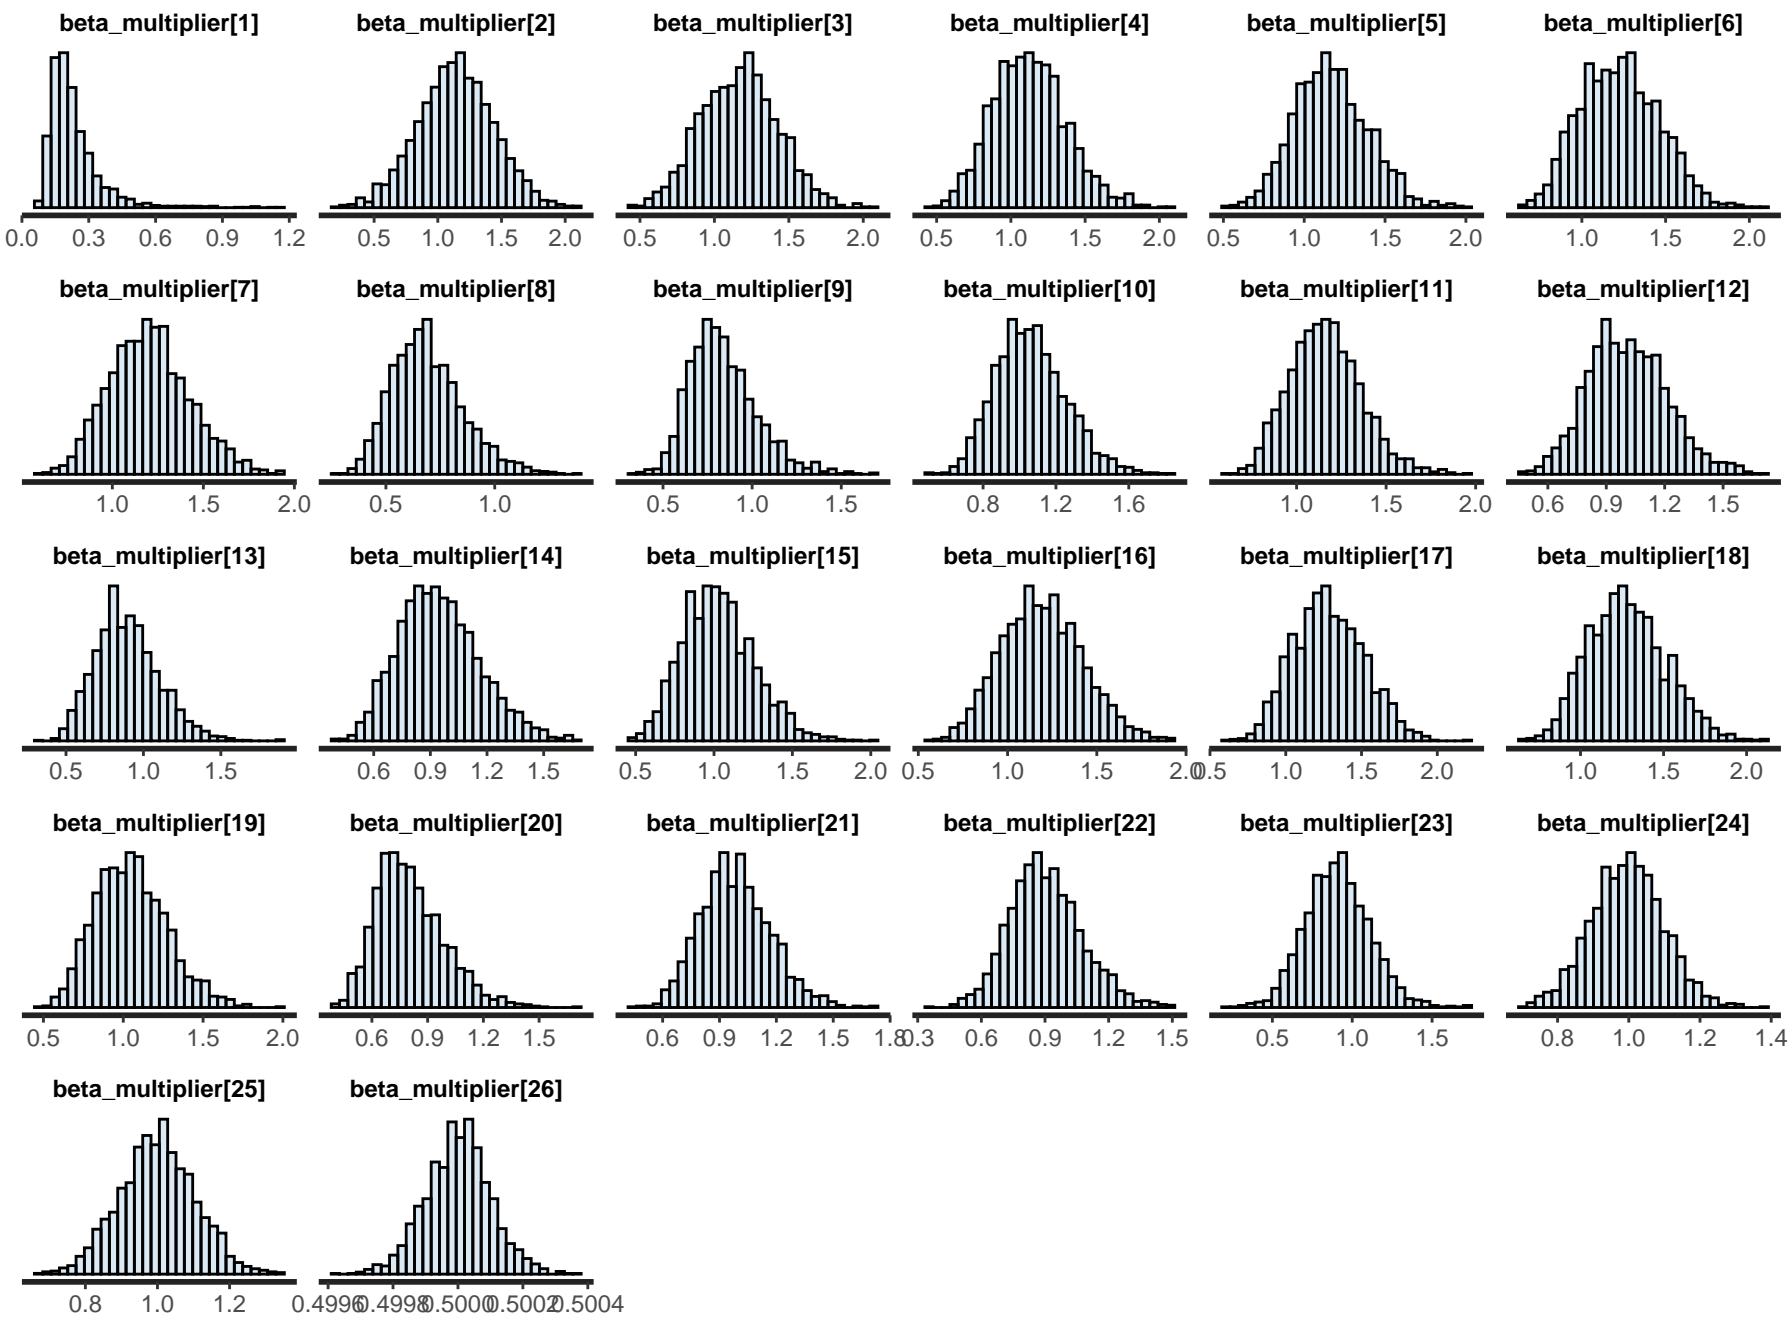 beta_multiplier[1] beta_multiplier[2] beta_multiplier[3] beta_multiplier[4] beta_multiplier[5] beta_multiplier[6]
0.0 0.3 0.6 0.9 1.2 0.5 1.0 1.5 2.0 0.5 1.0 1.5 2.0 0.5 1.0 1.5 2.0 0.5 1.0 1.5 2.0 1.0 1.5 2.0
beta_multiplier[7] beta_multiplier[8] beta_multiplier[9] beta_multiplier[10] beta_multiplier[11] beta_multiplier[12]
1.0 1.5 2.0 0.5 1.0 0.5 1.0 1.5 0.8 1.2 1.6 1.0 1.5 2.0 0.6 0.9 1.2 1.5
beta_multiplier[13] beta_multiplier[14] beta_multiplier[15] beta_multiplier[16] beta_multiplier[17] beta_multiplier[18]
0.5 1.0 1.5 0.6 0.9 1.2 1.5 0.5 1.0 1.5 2.0 0.5 1.0 1.5 2.0 0.5 1.0 1.5 2.0 1.0 1.5 2.0
beta_multiplier[19] beta_multiplier[20] beta_multiplier[21] beta_multiplier[22] beta_multiplier[23] beta_multiplier[24]
0.5 1.0 1.5 2.0 0.6 0.9 1.2 1.5 0.6 0.9 1.2 1.5 1.8 0.3 0.6 0.9 1.2 1.5 0.5 1.0 1.5 0.8 1.0 1.2 1.4
beta_multiplier[25] beta_multiplier[26]
0.8 1.0 1.2 0.4996 0.4998 0.5000 0.5002 0.5004